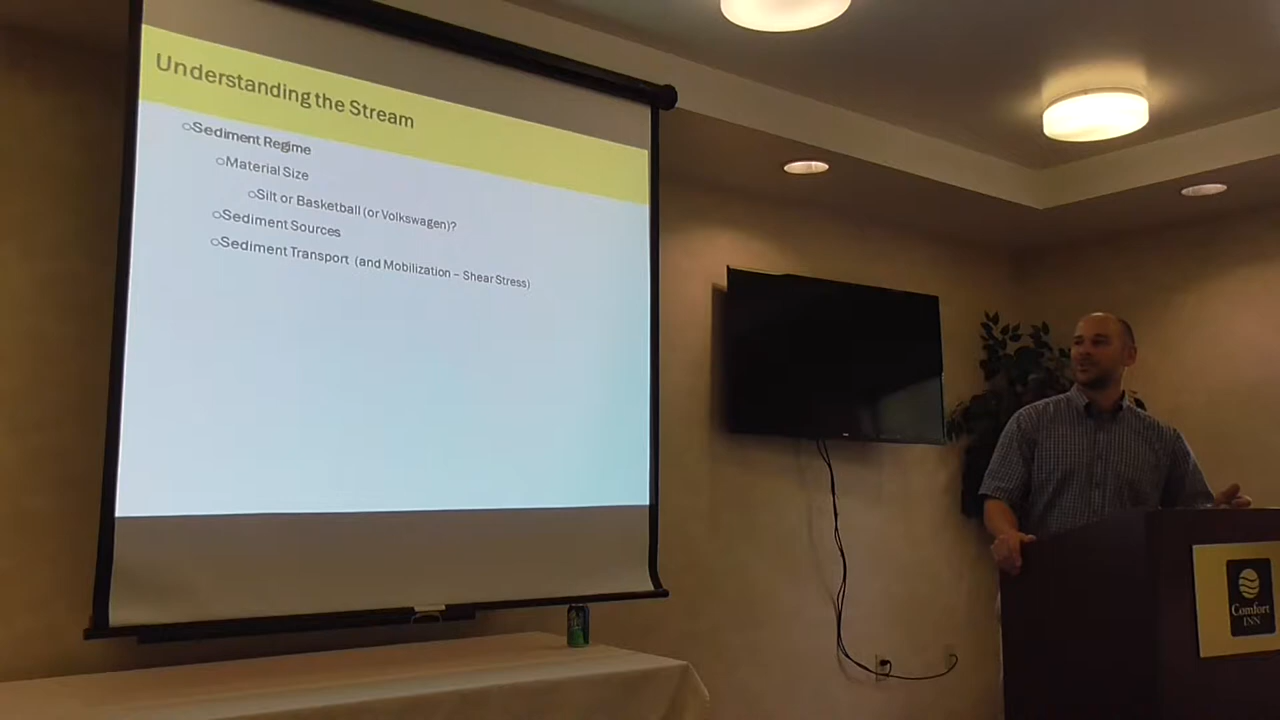 Understanding the Stream
○Sediment Regime
○Material Size
○Silt or Basketball (or Volkswagen)?
○Sediment Sources
○Sediment Transport (and Mobilization – Shear Stress)
Comfort
INN